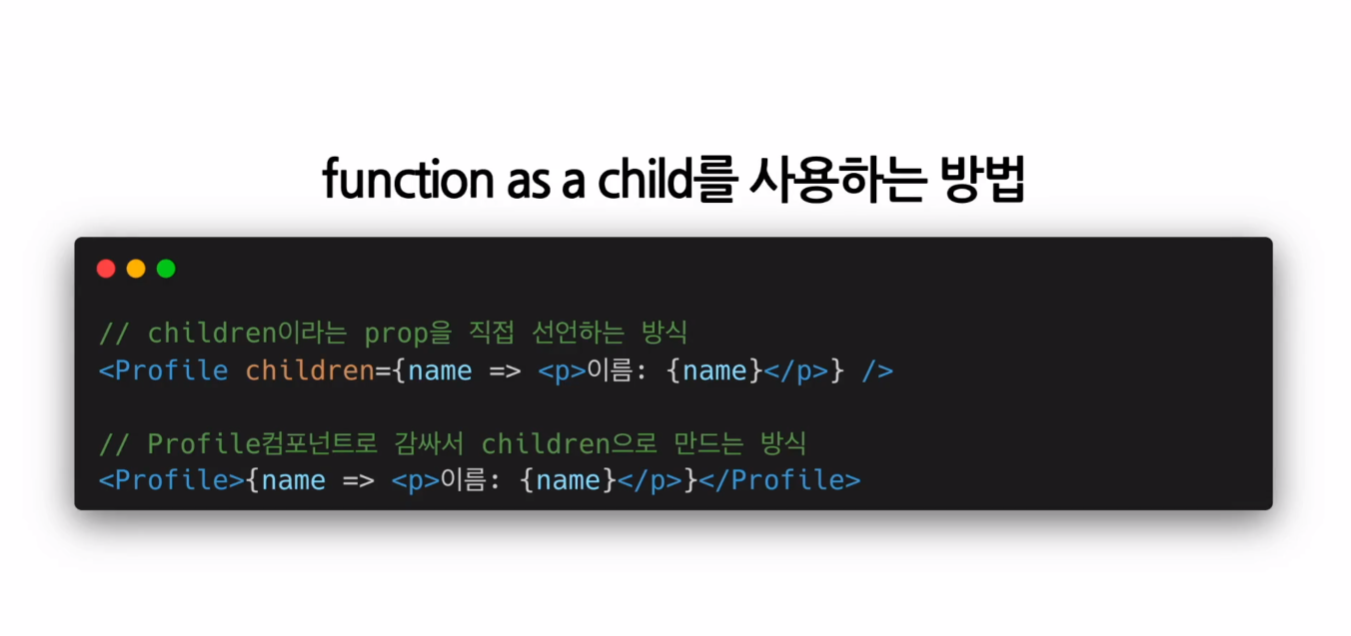 function as a child를 사용하는 방법
// children이라는 prop을 직접 선언하는 방식
<Profile children={name => <p>이름: {name}</p>} />
// Profile컴포넌트로 감싸서 children으로 만드는 방식
<Profile>{name => <p>이름: {name}</p>}</Profile>